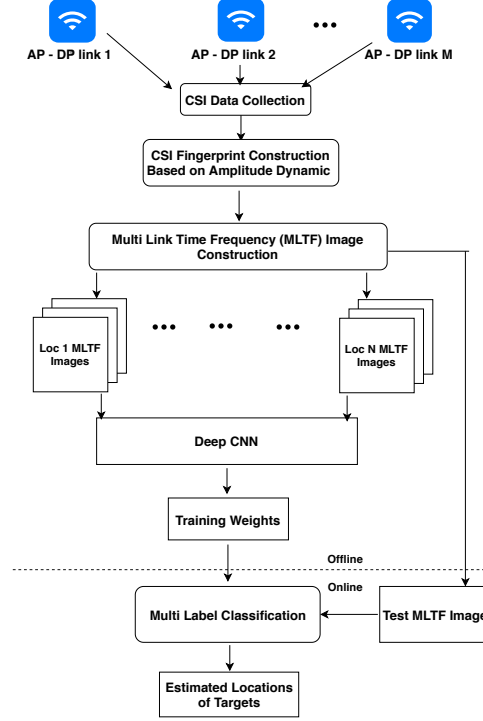 AP - DP link 1
AP - DP link 2
AP - DP link M
CSI Data Collection
CSI Fingerprint Construction
Based on Amplitude Dynamic
Multi Link Time Frequency (MLTF) Image
Construction
Loc 1 MLTF
Images
Loc N MLTF
Images
Deep CNN
Training Weights
Offline
Online
Multi Label Classification
Test MLTF Image
Estimated Locations
of Targets